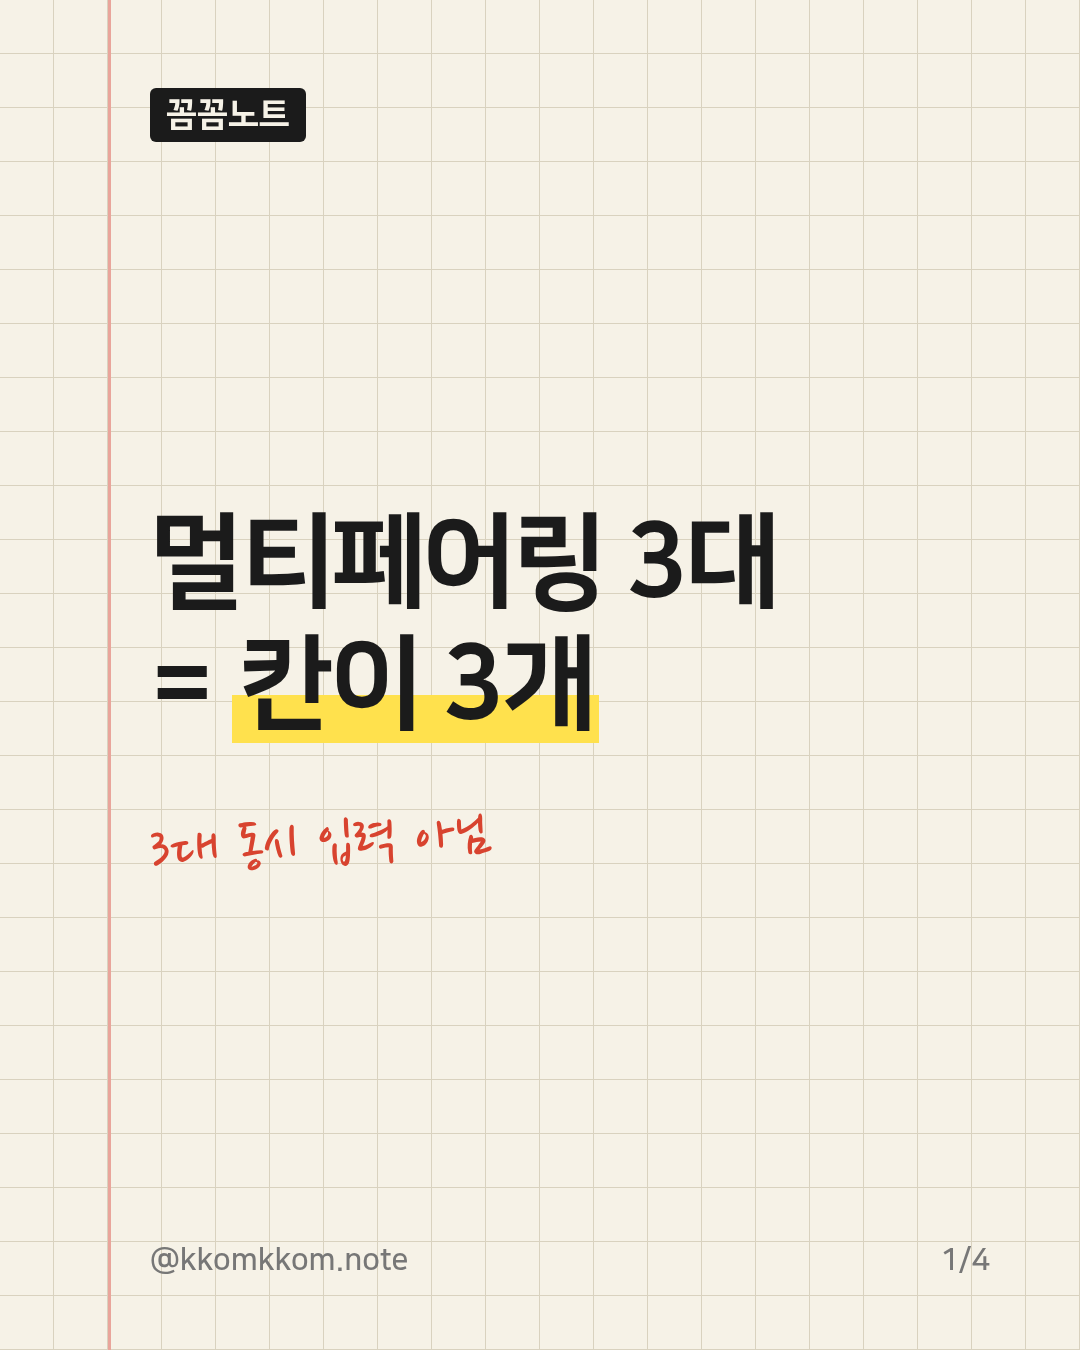 꼼꼼노트
멀티페어링 3대
= 칸이 3개
3대 동시 입력 아님
@kkomkkom.note
1/4